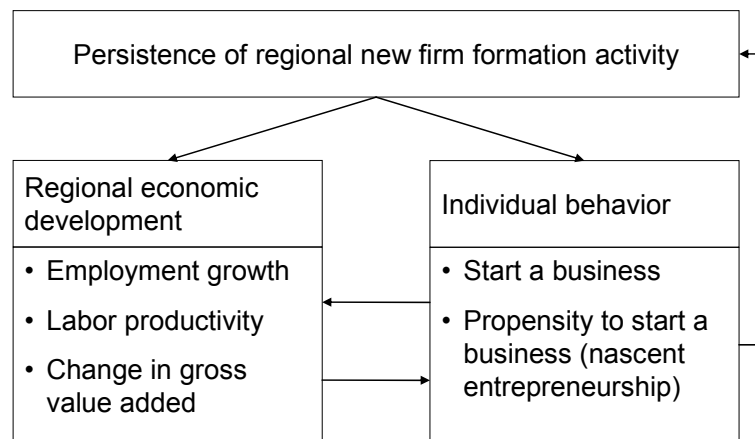 Persistence of regional new firm formation activity
Regional economic
development
• Employment growth
• Labor productivity
• Change in gross
value added
Individual behavior
• Start a business
• Propensity to start a
business (nascent
entrepreneurship)